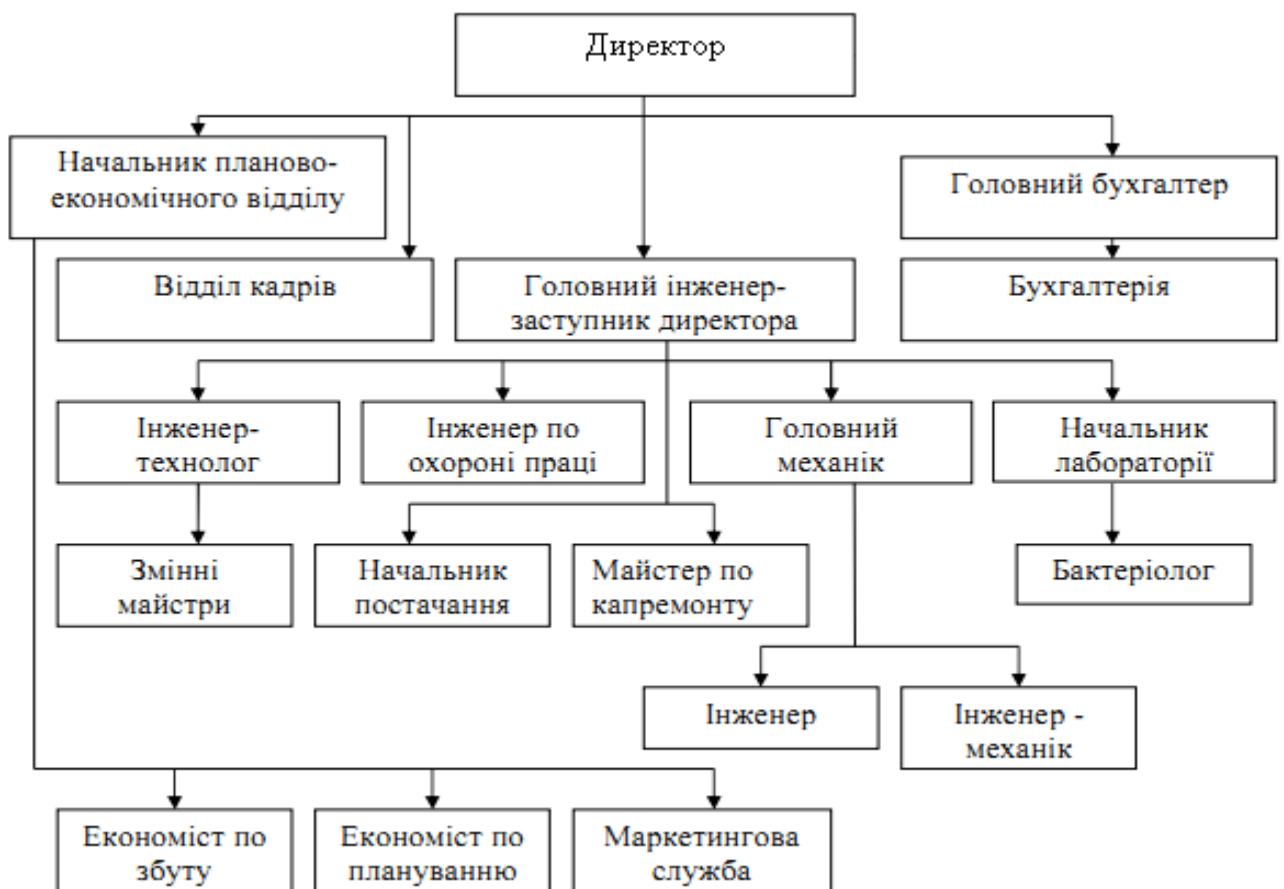 Директор
Начальник планово-
економічного відділу
Головний бухгалтер
Відділ кадрів
Головний інженер-
заступник директора
Бухгалтерія
Інженер-
технолог
Інженер по
охороні праці
Головний
механік
Начальник
лабораторії
Змінні
майстри
Начальник
постачання
Майстер по
капремонту
Бактеріолог
Інженер
Інженер -
механік
Економіст по
збуту
Економіст по
плануванню
Маркетингова
служба